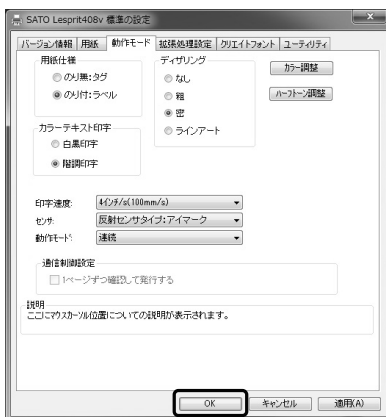 SATO Lesprit408v 標準の設定
バージョン情報 用紙 動作モード 拡張処理設定 クリエイトフォント ユーティリティ
用紙仕様
のり無:タグ
のり付:ラベル
ディザリング
なし
粗
密
ラインアート
カラー調整
ハーフトーン調整
カラーテキスト印字
白黒印字
階調印字
印字速度: 4インチ/s(100mm/s)
センサ: 反射センサタイプ:アイマーク
動作モード: 連続
通信制御設定
1ページずつ確認して発行する
説明
ここにマウスカーソル位置についての説明が表示されます。
OK キャンセル 適用(A)